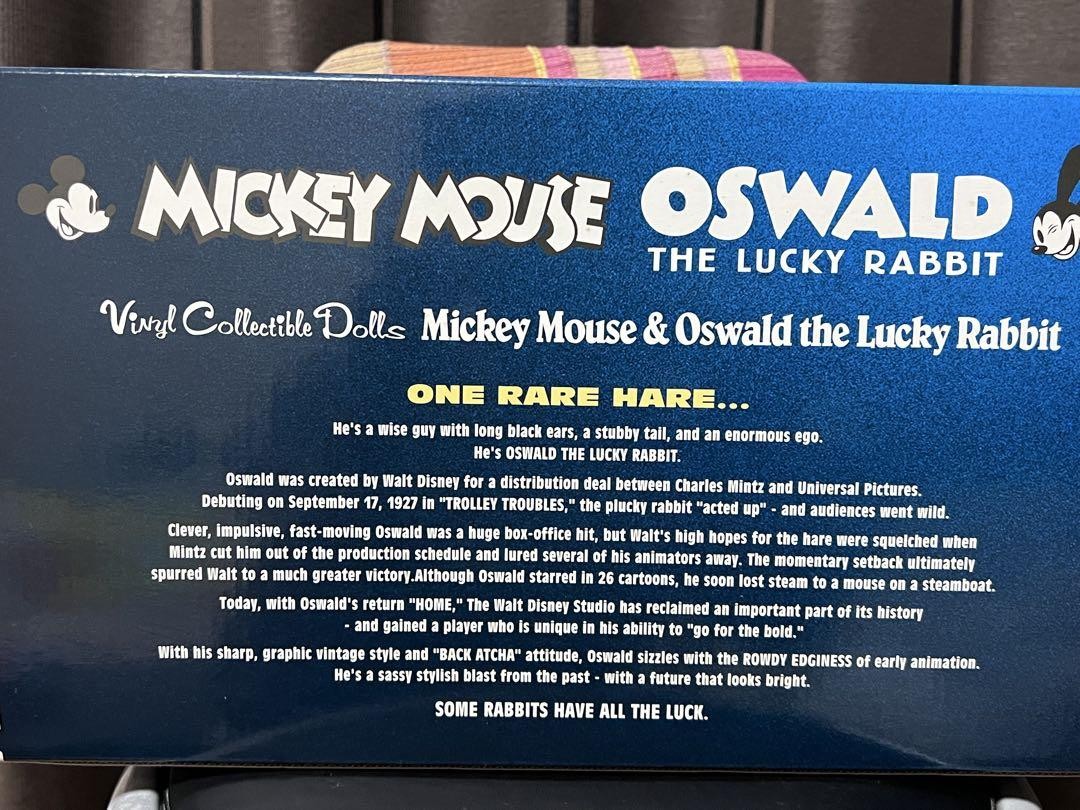 MICKEY MOUSE OSWALD
THE LUCKY RABBIT
Vinyl Collectible Dolls Mickey Mouse & Oswald the Lucky Rabbit
ONE RARE HARE...
He's a wise guy with long black ears, a stubby tail, and an enormous ego.
He's OSWALD THE LUCKY RABBIT.
Oswald was created by Walt Disney for a distribution deal between Charles Mintz and Universal Pictures.
Debuting on September 17, 1927 in "TROLLEY TROUBLES," the plucky rabbit "acted up" - and audiences went wild.
Clever, impulsive, fast-moving Oswald was a huge box-office hit, but Walt's high hopes for the hare were squelched when
Mintz cut him out of the production schedule and lured several of his animators away. The momentary setback ultimately
spurred Walt to a much greater victory.Although Oswald starred in 26 cartoons, he soon lost steam to a mouse on a steamboat.
Today, with Oswald's return "HOME," The Walt Disney Studio has reclaimed an important part of its history
- and gained a player who is unique in his ability to "go for the bold."
With his sharp, graphic vintage style and "BACK ATCHA" attitude, Oswald sizzles with the ROWDY EDGINESS of early animation.
He's a sassy stylish blast from the past - with a future that looks bright.
SOME RABBITS HAVE ALL THE LUCK.